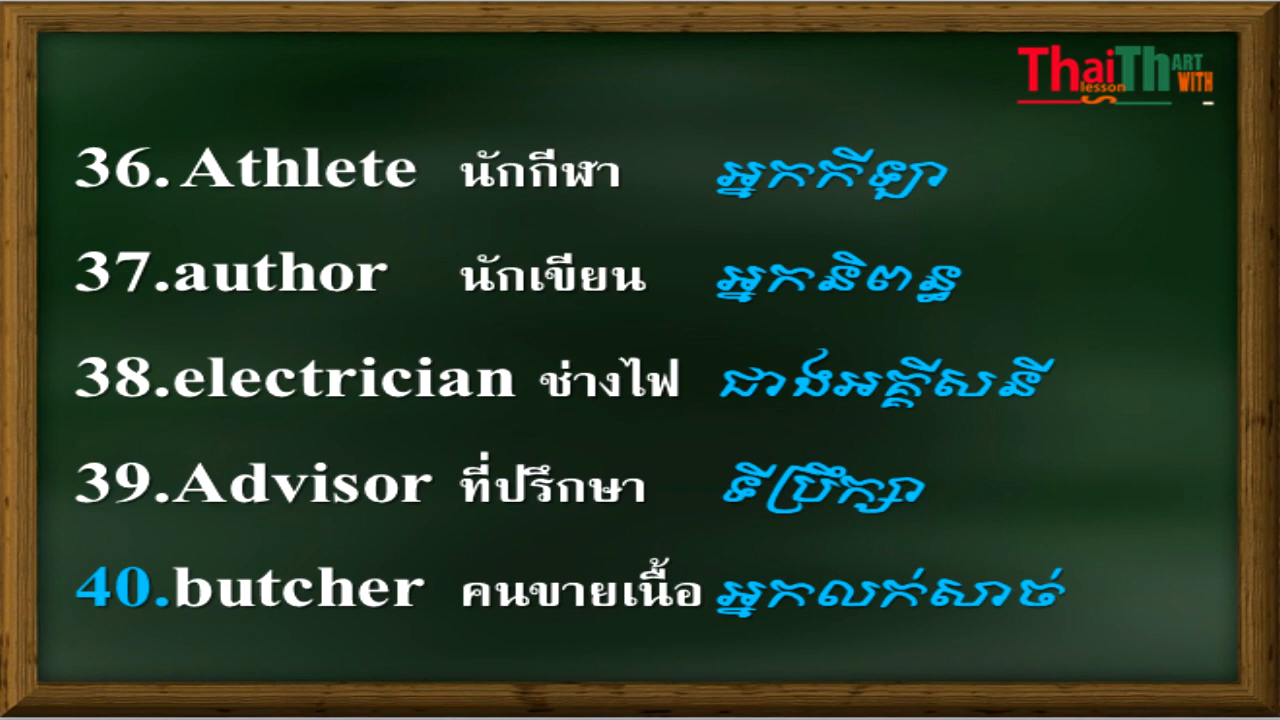 Thai Th ART
lesson WITH
36. Athlete นักกีฬา អ្នកកីឡា
37.author นักเขียน អ្នកនិពន្ធ
38.electrician ช่างไฟ ជាងអគ្គីសនី
39.Advisor ที่ปรึกษา ទីប្រឹក្សា
40.butcher คนขายเนื้อ អ្នកលក់សាច់